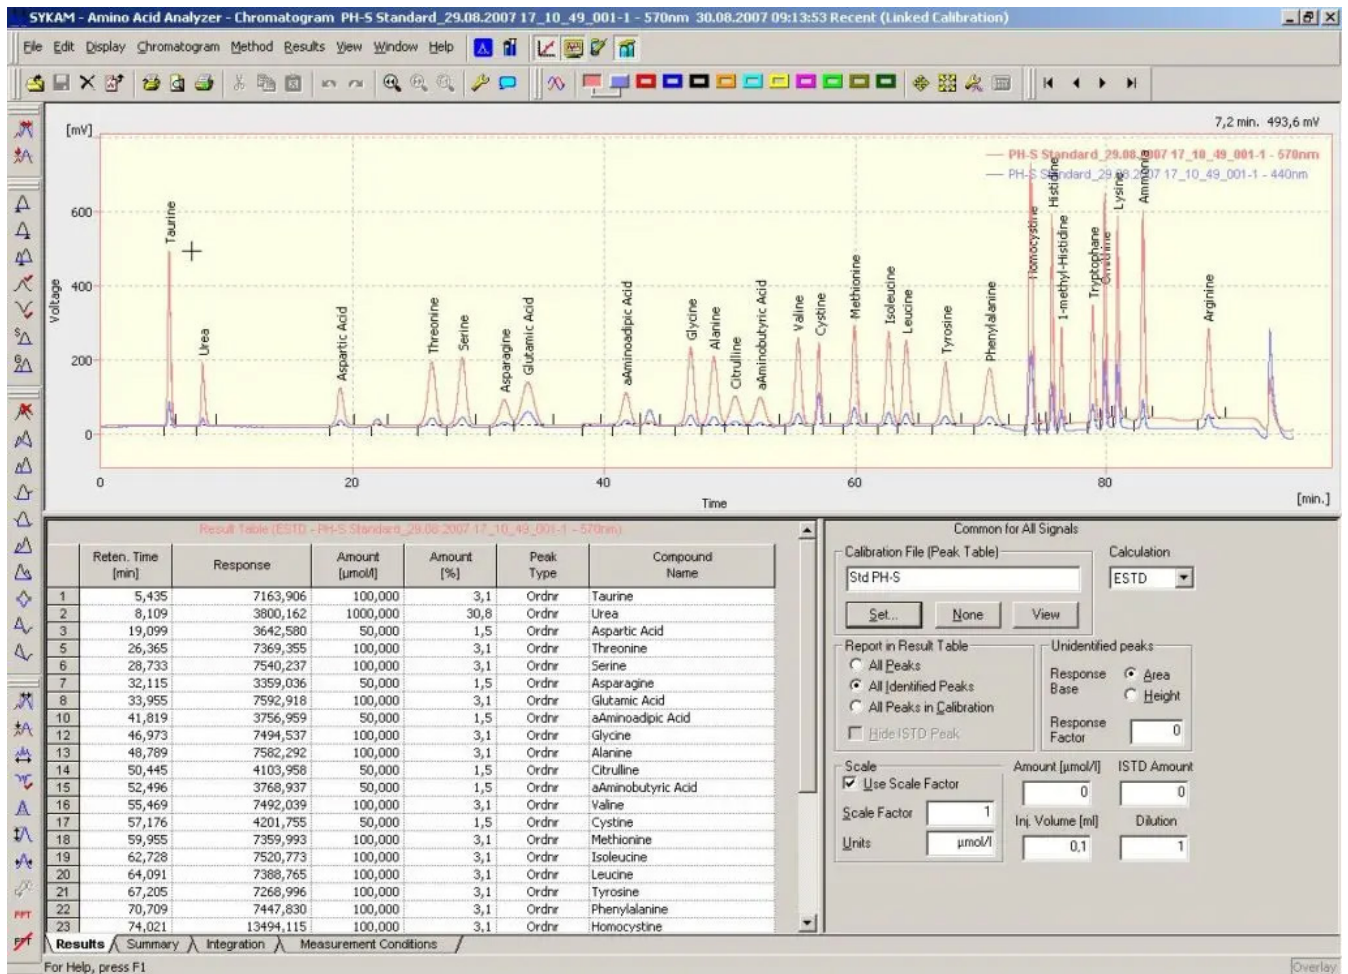 SYKAM - Amino Acid Analyzer - Chromatogram PH-S Standard_29.08.2007 17_10_49_001-1 - 570nm 30.08.2007 09:13:53 Recent (Linked Calibration)
File Edit Display Chromatogram Method Results View Window Help
7,2 min. 493,6 mV
[mV]
PH-S Standard_29.08.2007 17_10_49_001-1 - 570nm
PH-S Standard_29.08.2007 17_10_49_001-1 - 440nm
600
400
200
0
Voltage
Taurine
Urea
Aspartic Acid
Threonine
Serine
Asparagine
Glutamic Acid
aAminoadipic Acid
Glycine
Alanine
Citrulline
aAminobutyric Acid
Valine
Cystine
Methionine
Isoleucine
Leucine
Tyrosine
Phenylalanine
Homocystine
Histidine
1-methyl-Histidine
Tryptophane
Lysine
Ammonia
Arginine
0 20 40 60 80
Time
[min.]
Result Table (ESTD - PH-S Standard_29.08.2007 17_10_49_001-1 - 570nm)
Reten. Time [min] Response Amount [µmol/l] Amount [%] Peak Type Compound Name
1 5,435 7163,906 100,000 3,1 Ordnr Taurine
2 8,109 3800,162 1000,000 30,8 Ordnr Urea
3 19,099 3642,580 50,000 1,5 Ordnr Aspartic Acid
5 26,365 7369,355 100,000 3,1 Ordnr Threonine
6 28,733 7540,237 100,000 3,1 Ordnr Serine
7 32,115 3359,036 50,000 1,5 Ordnr Asparagine
8 33,955 7592,918 100,000 3,1 Ordnr Glutamic Acid
10 41,819 3756,959 50,000 1,5 Ordnr aAminoadipic Acid
12 46,973 7494,537 100,000 3,1 Ordnr Glycine
13 48,789 7582,292 100,000 3,1 Ordnr Alanine
14 50,445 4103,958 50,000 1,5 Ordnr Citrulline
15 52,496 3768,937 50,000 1,5 Ordnr aAminobutyric Acid
16 55,469 7492,039 100,000 3,1 Ordnr Valine
17 57,176 4201,755 50,000 1,5 Ordnr Cystine
18 59,955 7359,993 100,000 3,1 Ordnr Methionine
19 62,728 7520,773 100,000 3,1 Ordnr Isoleucine
20 64,091 7388,765 100,000 3,1 Ordnr Leucine
21 67,205 7268,996 100,000 3,1 Ordnr Tyrosine
22 70,709 7447,830 100,000 3,1 Ordnr Phenylalanine
23 74,021 13494,115 100,000 3,1 Ordnr Homocystine
Common for All Signals
Calibration File (Peak Table)
Std PH-S
Set... None View
Calculation
ESTD
Report in Result Table
All Peaks
All Identified Peaks
All Peaks in Calibration
Hide ISTD Peak
Unidentified peaks
Response Base
Area
Height
Response Factor
0
Scale
Use Scale Factor
Scale Factor 1
Units µmol/l
Amount [µmol/l] ISTD Amount
0 0
Inj. Volume [ml] Dilution
0,1 1
Results Summary Integration Measurement Conditions
For Help, press F1
Overlay